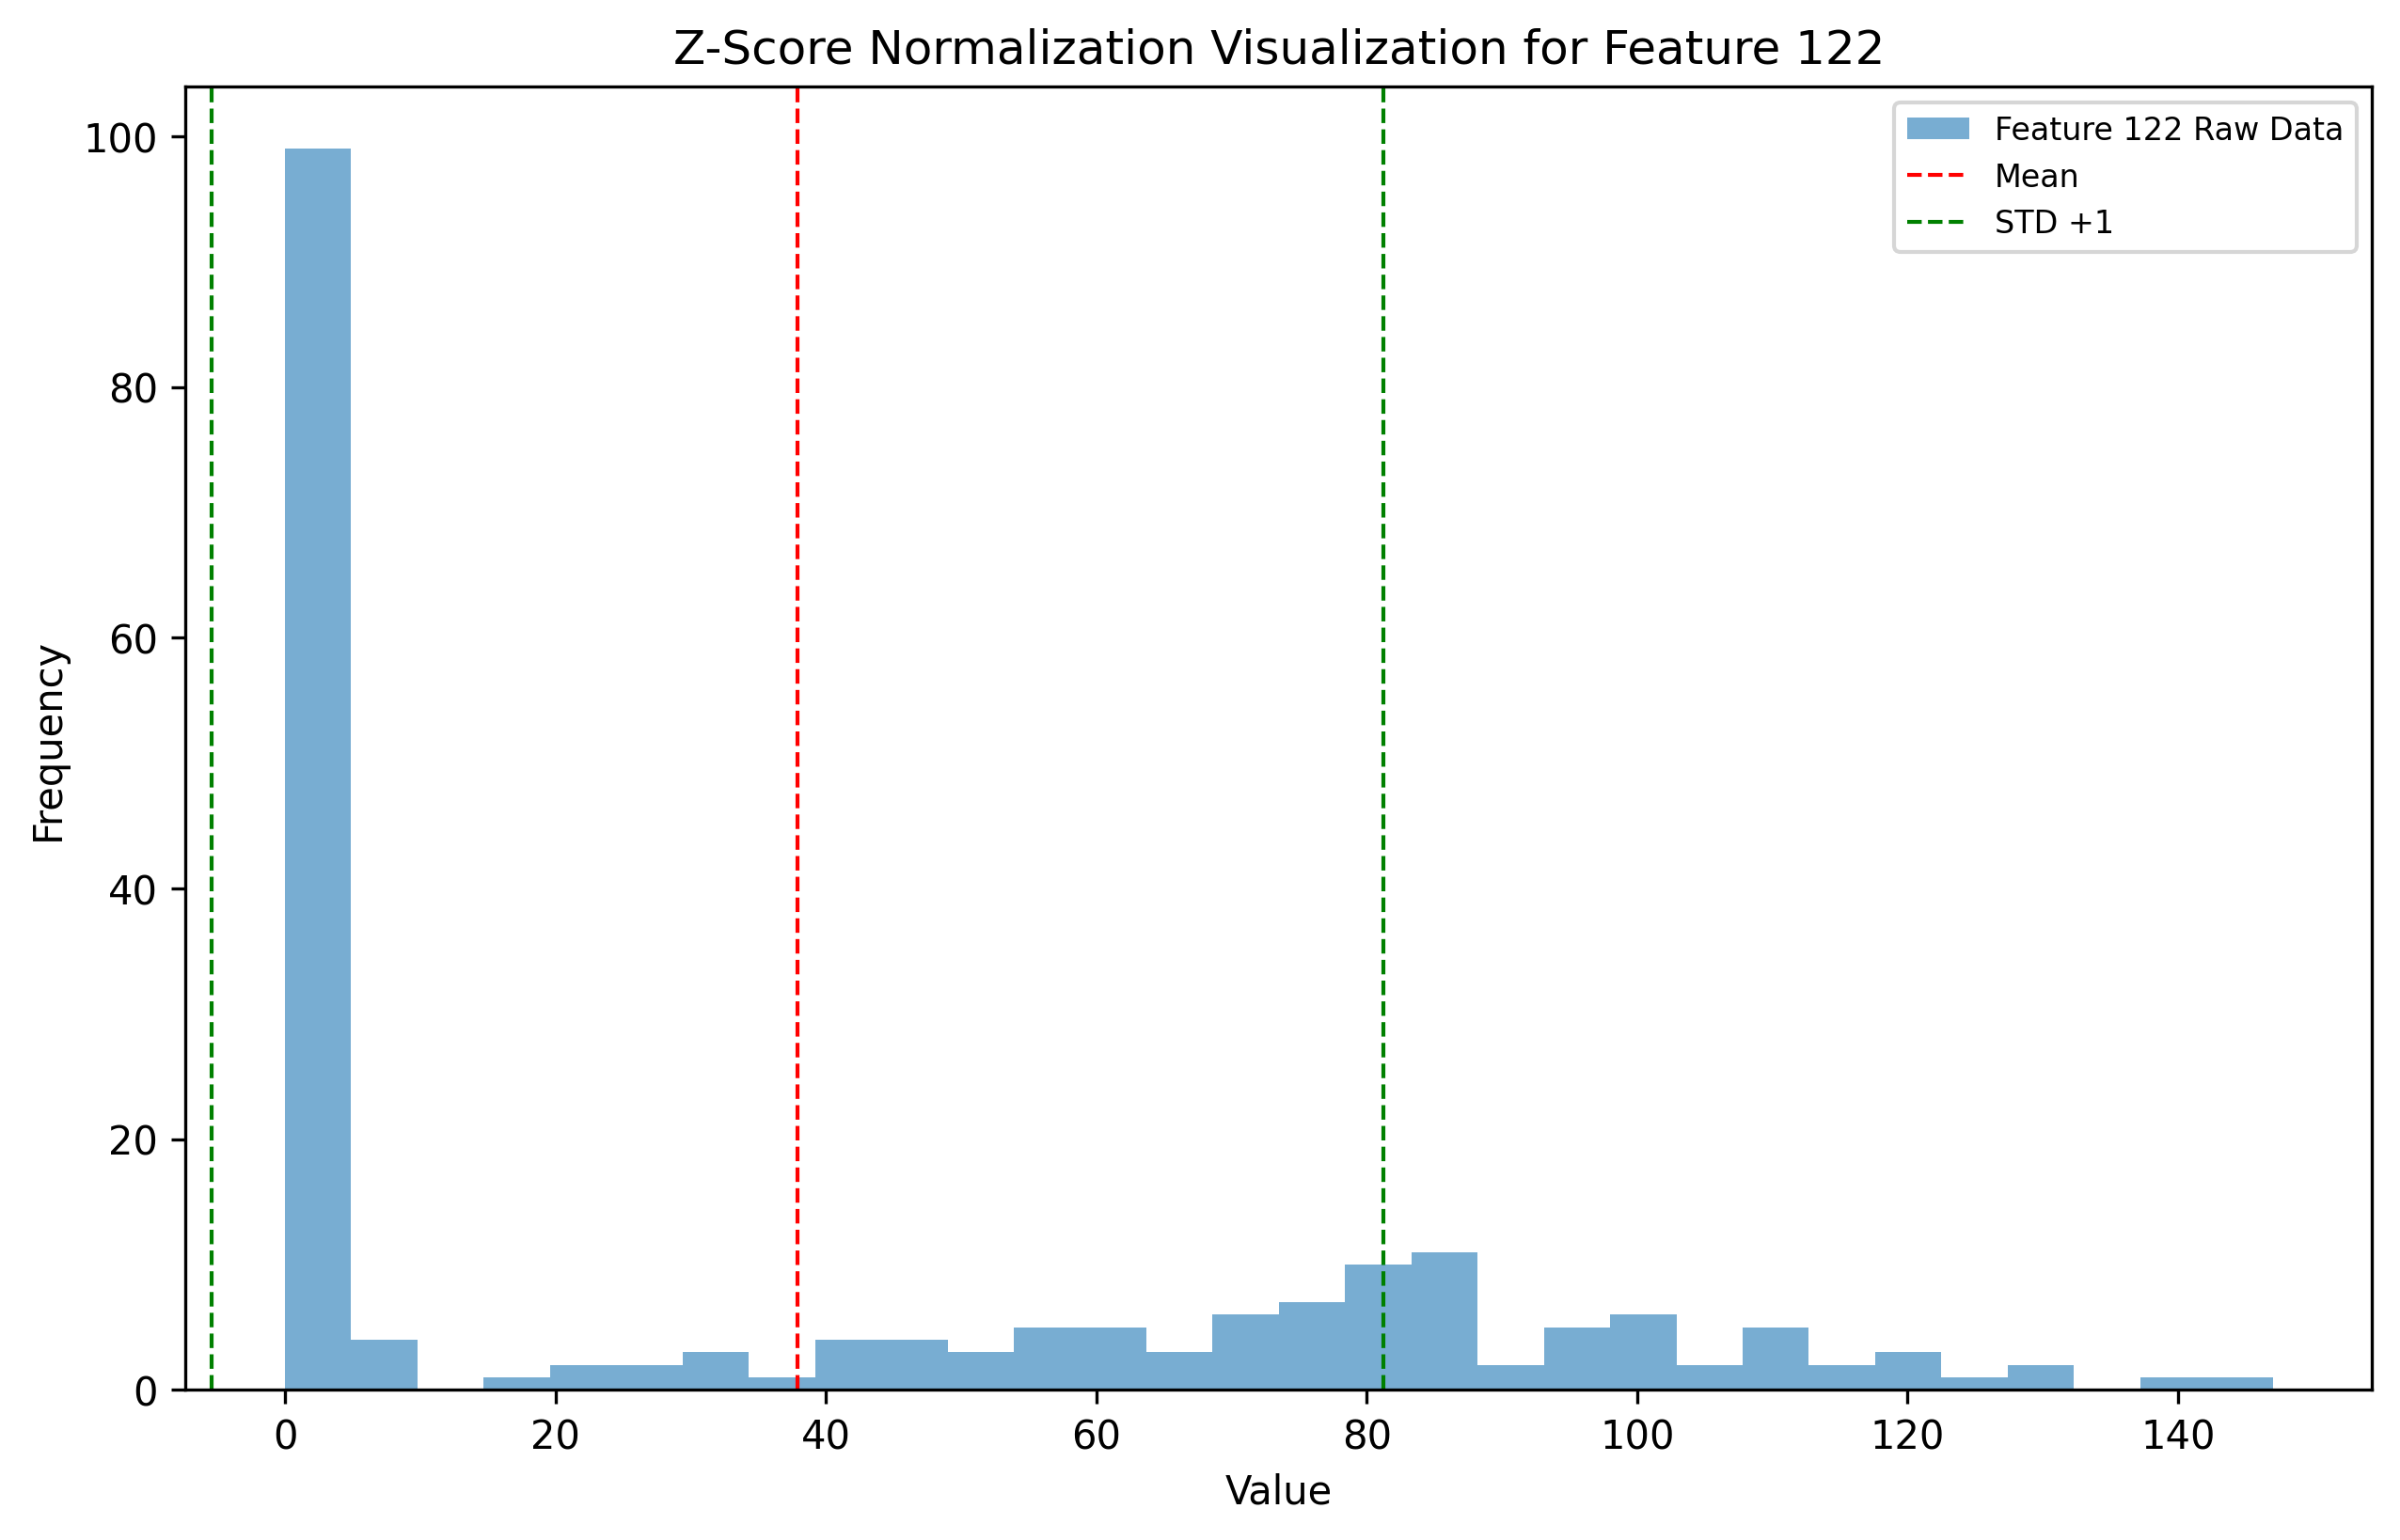 Z-Score Normalization Visualization for Feature 122
Feature 122 Raw Data
Mean
STD +1
100
80
60
40
20
0
Frequency
0 20 40 60 80 100 120 140
Value